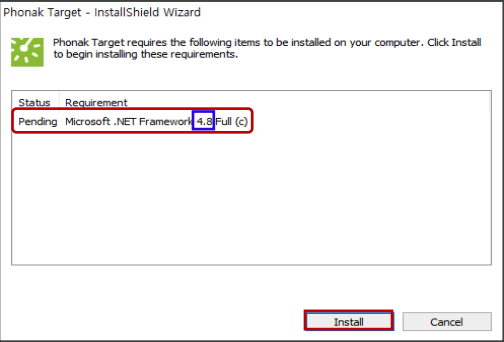 Phonak Target - InstallShield Wizard
Phonak Target requires the following items to be installed on your computer. Click Install
to begin installing these requirements.
Status Requirement
Pending Microsoft .NET Framework 4.8 Full (c)
Install Cancel